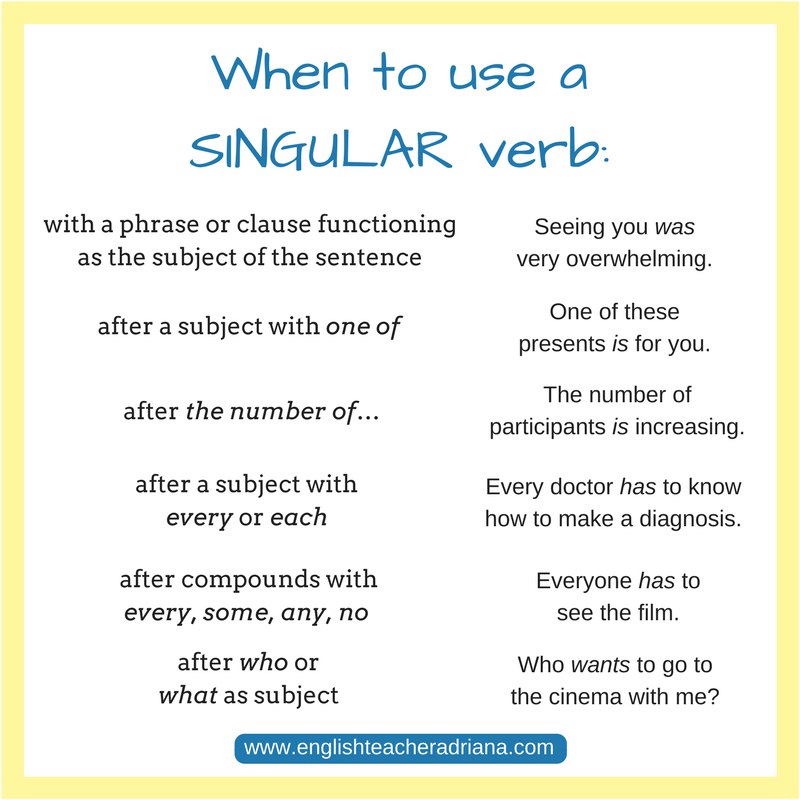 When to use a
SINGULAR verb:
with a phrase or clause functioning
as the subject of the sentence
Seeing you was
very overwhelming.
after a subject with one of
One of these
presents is for you.
after the number of...
The number of
participants is increasing.
after a subject with
every or each
Every doctor has to know
how to make a diagnosis.
after compounds with
every, some, any, no
Everyone has to
see the film.
after who or
what as subject
Who wants to go to
the cinema with me?
www.englishteacheradriana.com